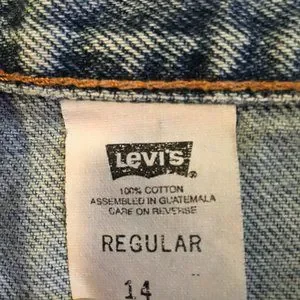 Levi's
100% COTTON
ASSEMBLED IN GUATEMALA
CARE ON REVERSE
REGULAR
14